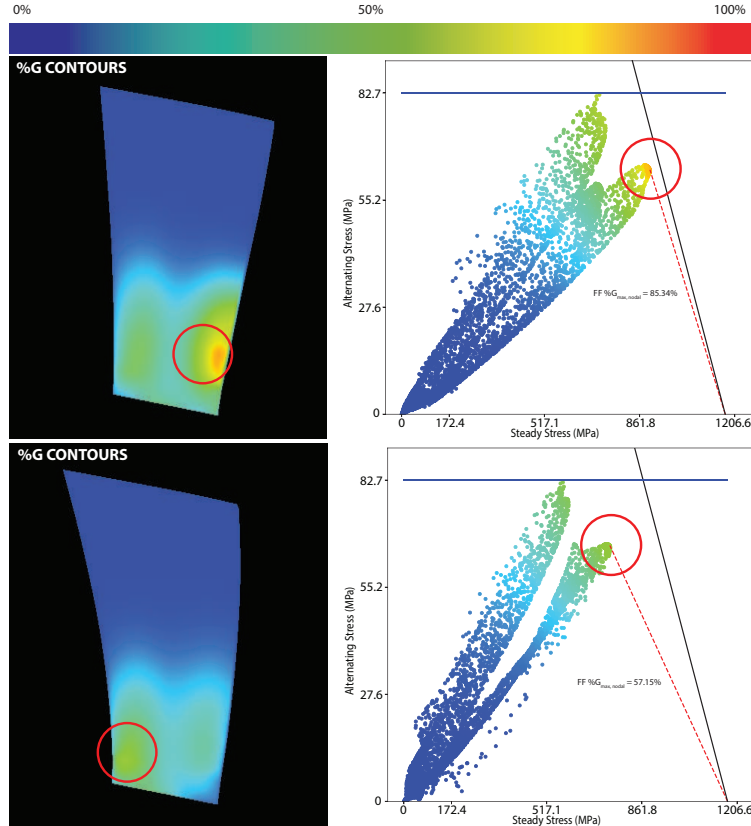 0% 50% 100%
%G CONTOURS
82.7
55.2
27.6
0
Alternating Stress (MPa)
FF %Gmax, nodal = 85.34%
0 172.4 517.1 861.8 1206.6
Steady Stress (MPa)
%G CONTOURS
82.7
55.2
27.6
0
Alternating Stress (MPa)
FF %Gmax, nodal = 57.15%
0 172.4 517.1 861.8 1206.6
Steady Stress (MPa)